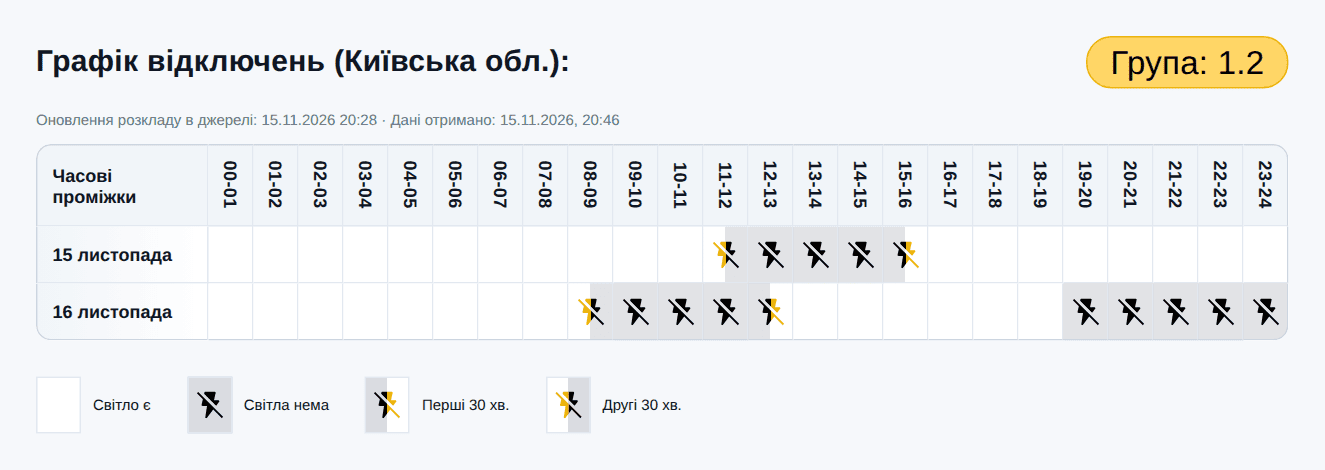 Графік відключень (Київська обл.):
Група: 1.2
Оновлення розкладу в джерелі: 15.11.2026 20:28 · Дані отримано: 15.11.2026, 20:46
Часові
проміжки
00-01
01-02
02-03
03-04
04-05
05-06
06-07
07-08
08-09
09-10
10-11
11-12
12-13
13-14
14-15
15-16
16-17
17-18
18-19
19-20
20-21
21-22
22-23
23-24
15 листопада
16 листопада
Світло є
Світла нема
Перші 30 хв.
Другі 30 хв.